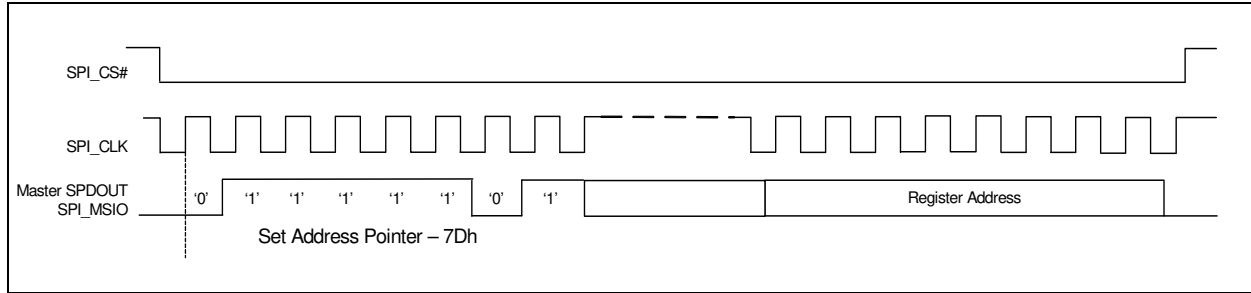 SPI_CS#
SPI_CLK
Master SPDOUT
SPI_MSIO
‘0’ ‘1’ ‘1’ ‘1’ ‘1’ ‘1’ ‘0’ ‘1’ Register Address
Set Address Pointer – 7Dh